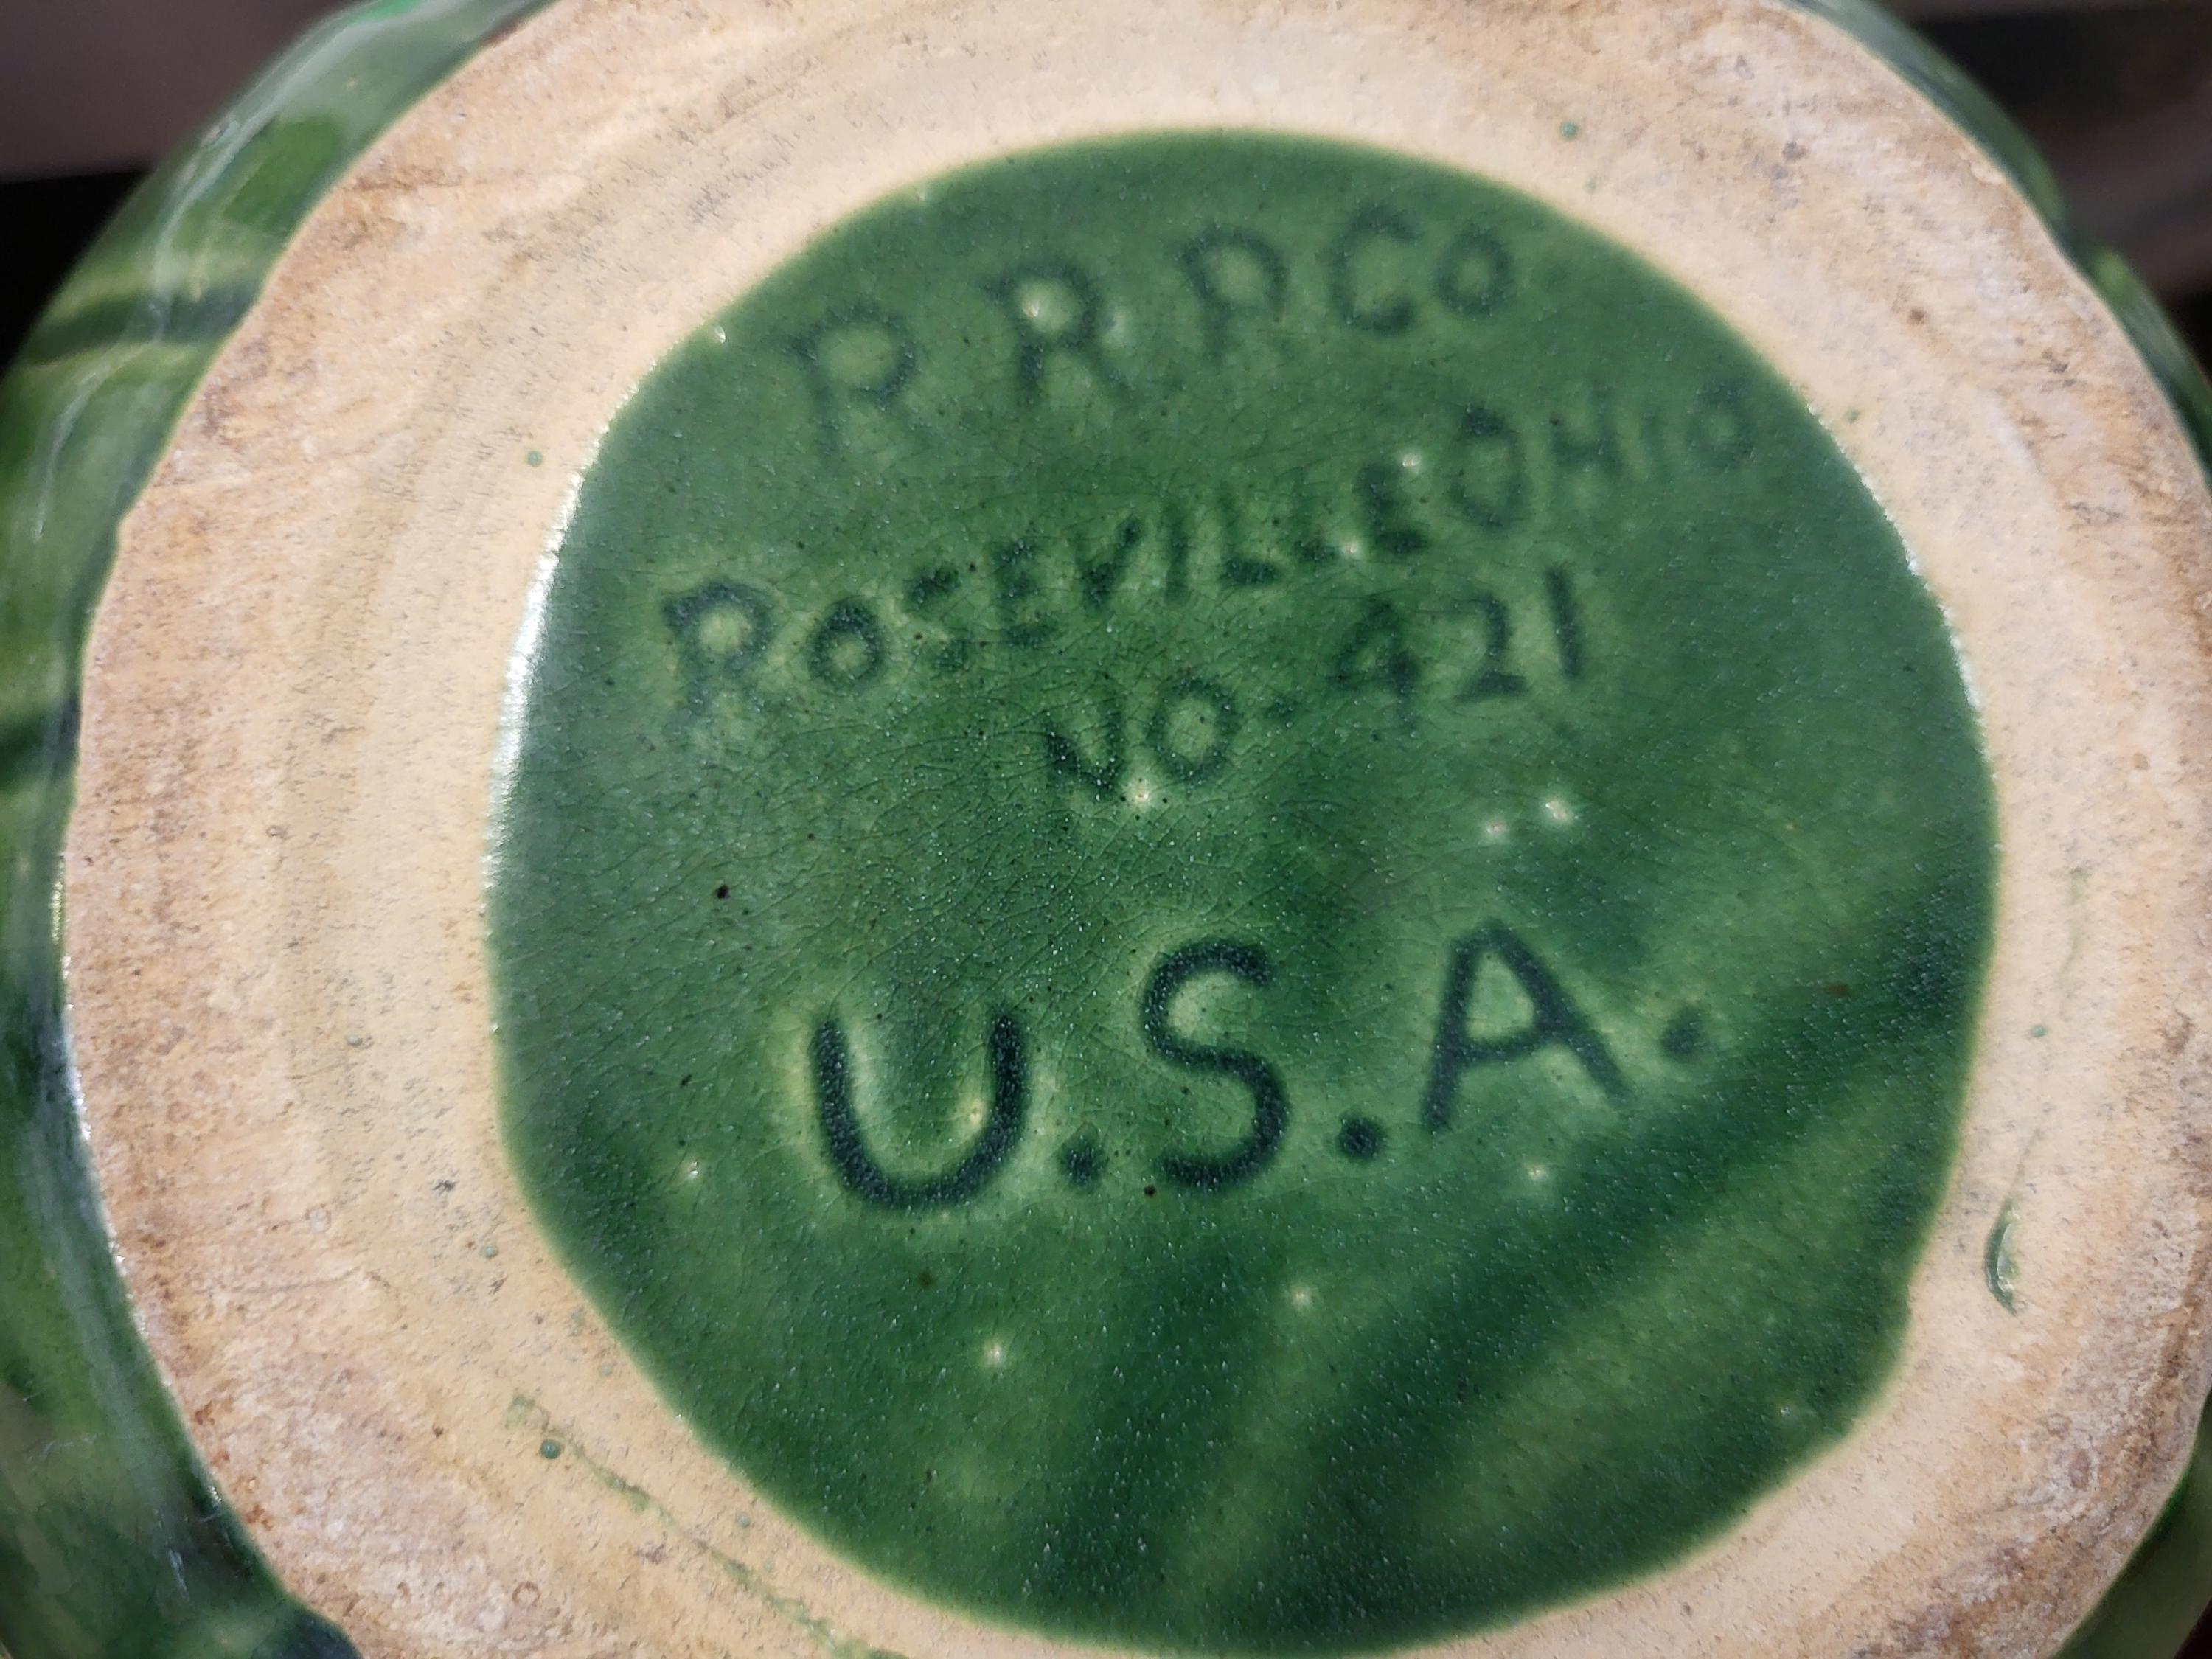 R R P Co
ROSEVILLE OHIO
NO- 421
U.S.A.